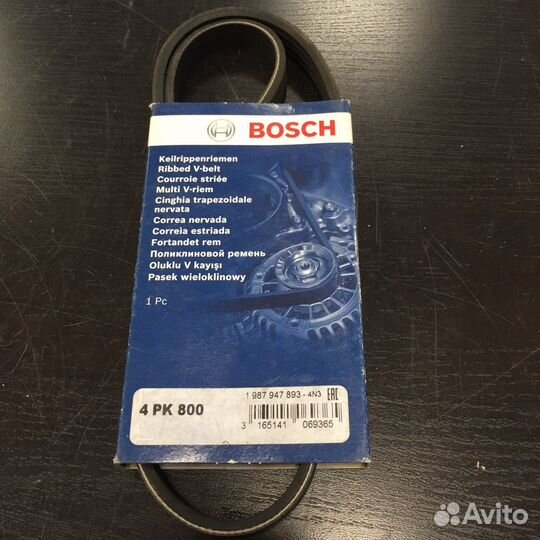 BOSCH
Keilrippenriemen
Ribbed V-belt
Courroie striée
Multi V-riem
Cinghia trapezoidale
nervata
Correa nervada
Correia estriada
Fortandet rem
Поликлиновой ремень
Oluklu V kayışı
Pasek wieloklinowy
1 Pc
4 PK 800
1 987 947 893 - 4N3 EAC
3 165141 069365
Avito